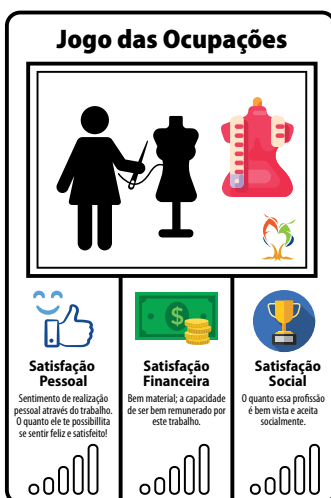 Jogo das Ocupações
$
Satisfação
Pessoal
Sentimento de realização
pessoal através do trabalho.
O quanto ele te possibillita
se sentir feliz e satisfeito!
Satisfação
Financeira
Bem material; a capacidade
de ser bem remunerado por
este trabalho.
Satisfação
Social
O quanto essa profissão
é bem vista e aceita
socialmente.